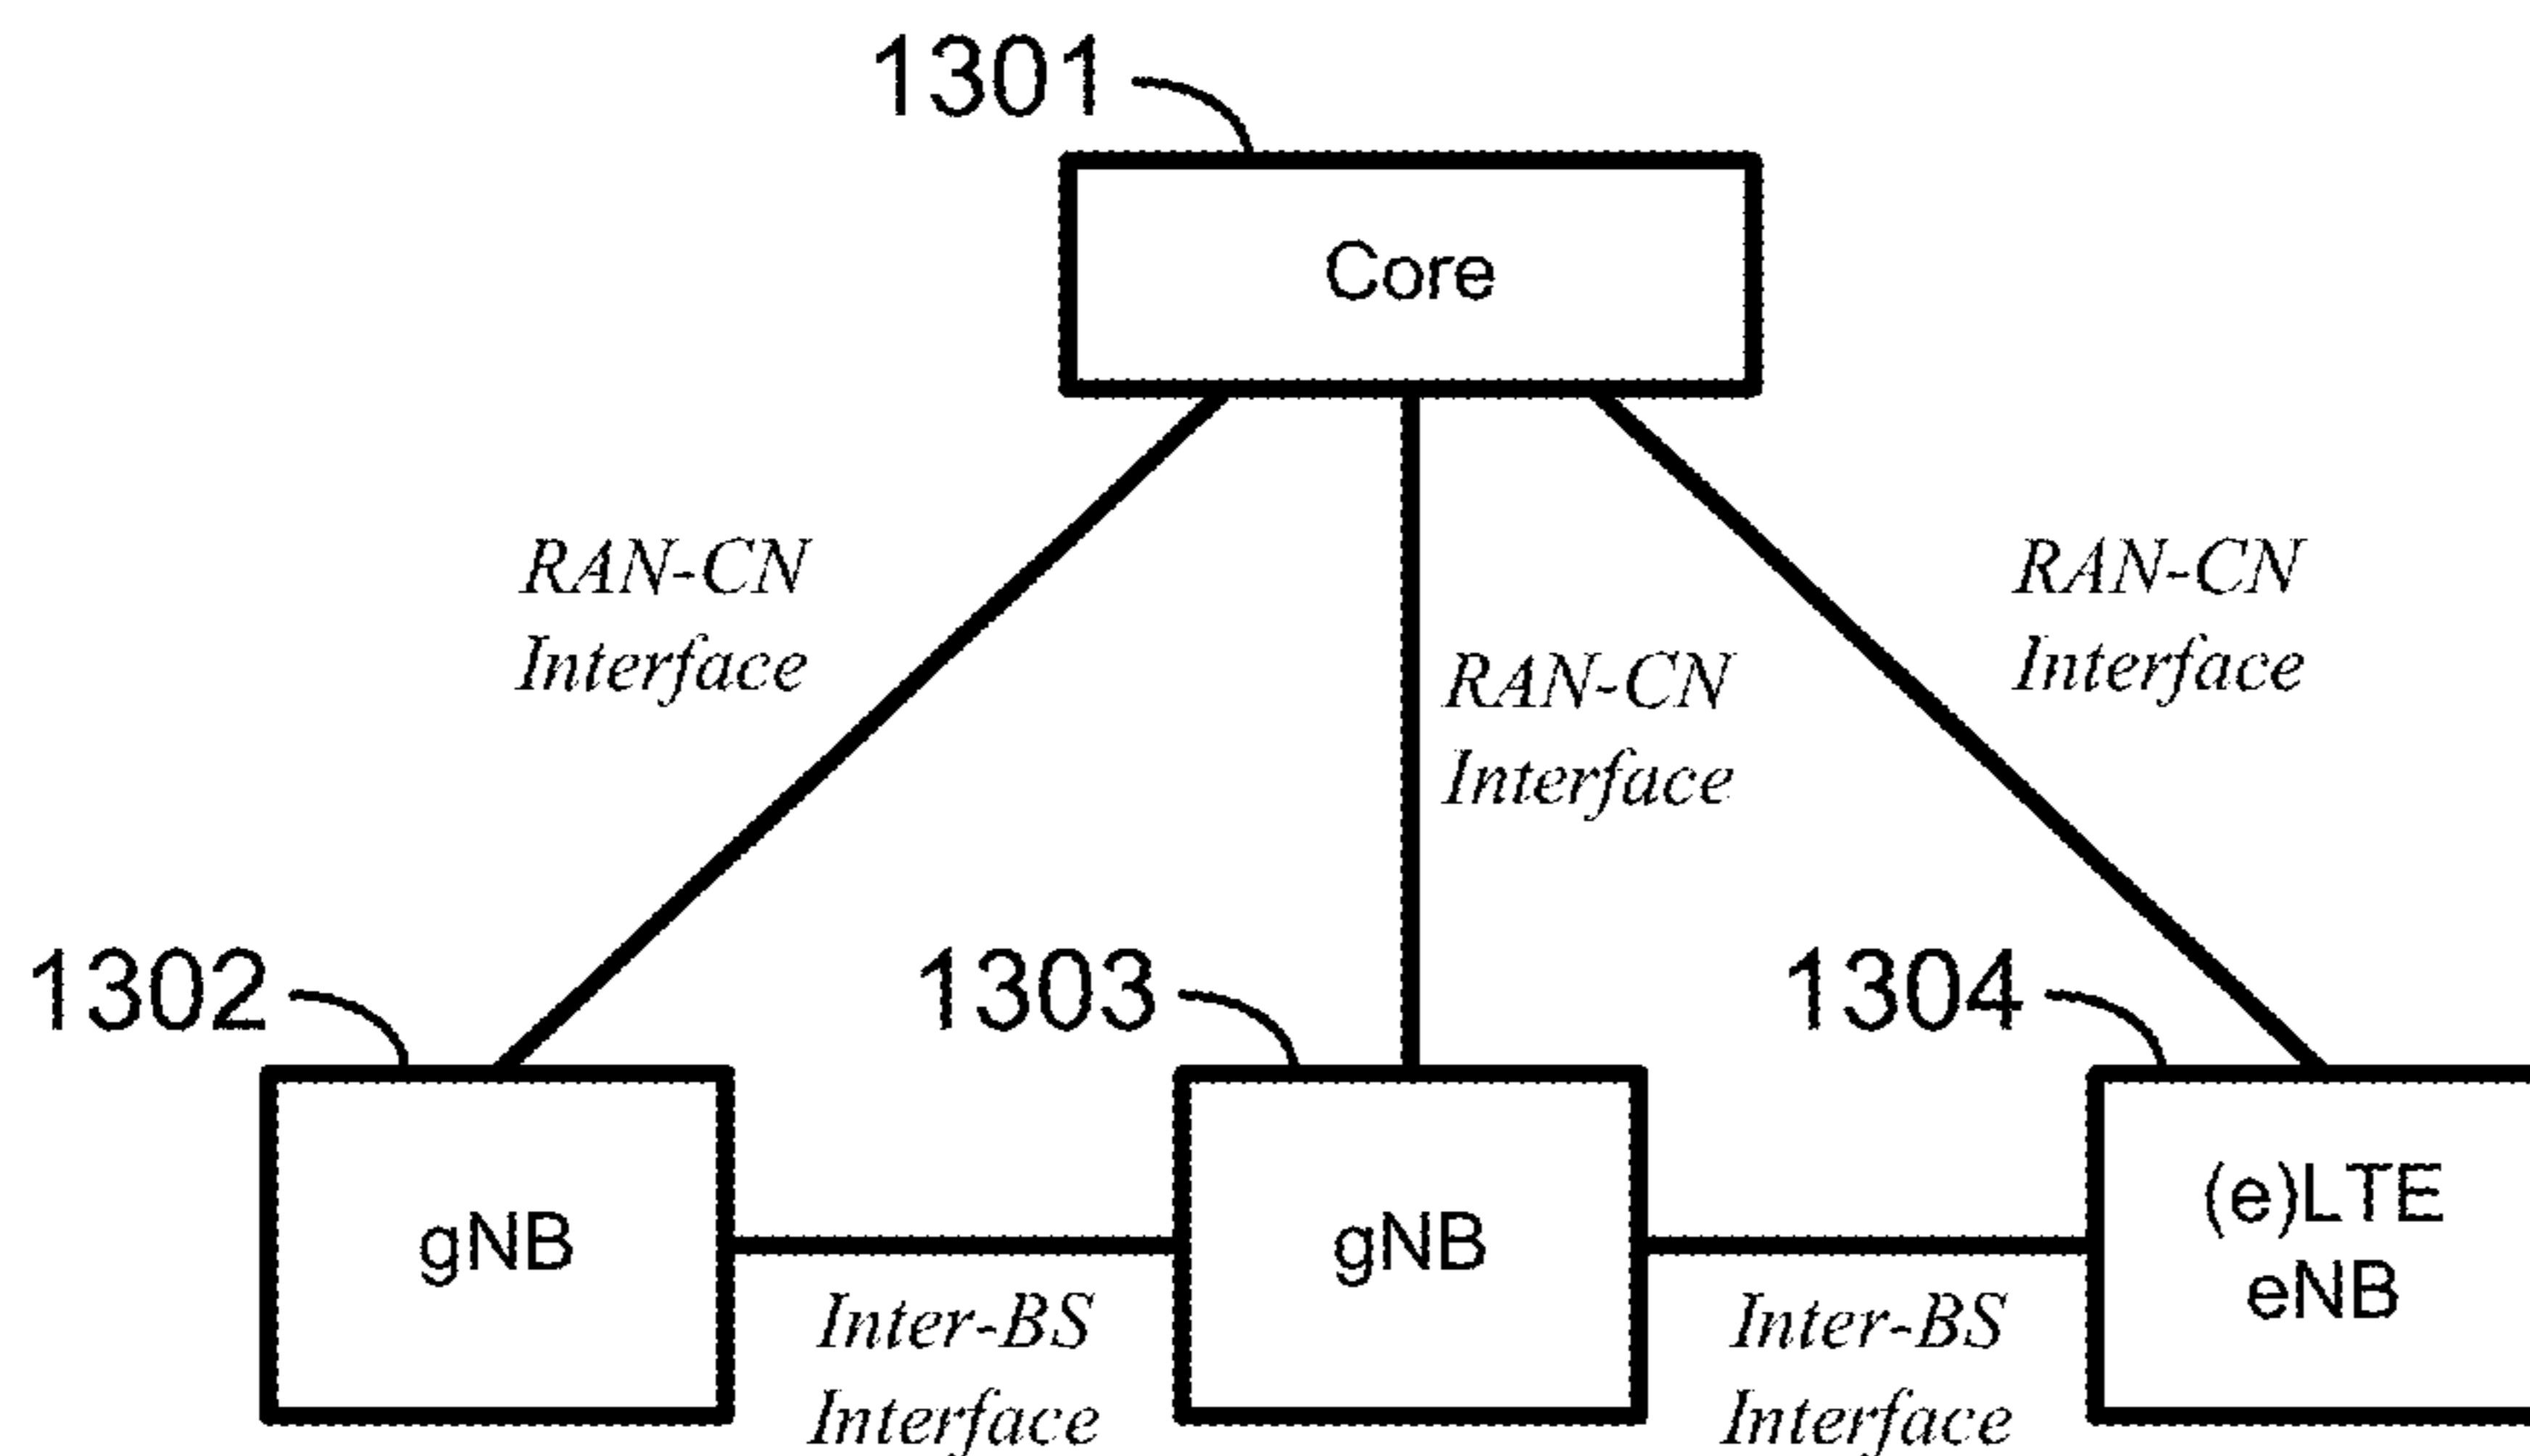 1301
Core
RAN-CN
Interface
RAN-CN
Interface
RAN-CN
Interface
1302
1303
1304
gNB
gNB
(e)LTE
eNB
Inter-BS
Interface
Inter-BS
Interface